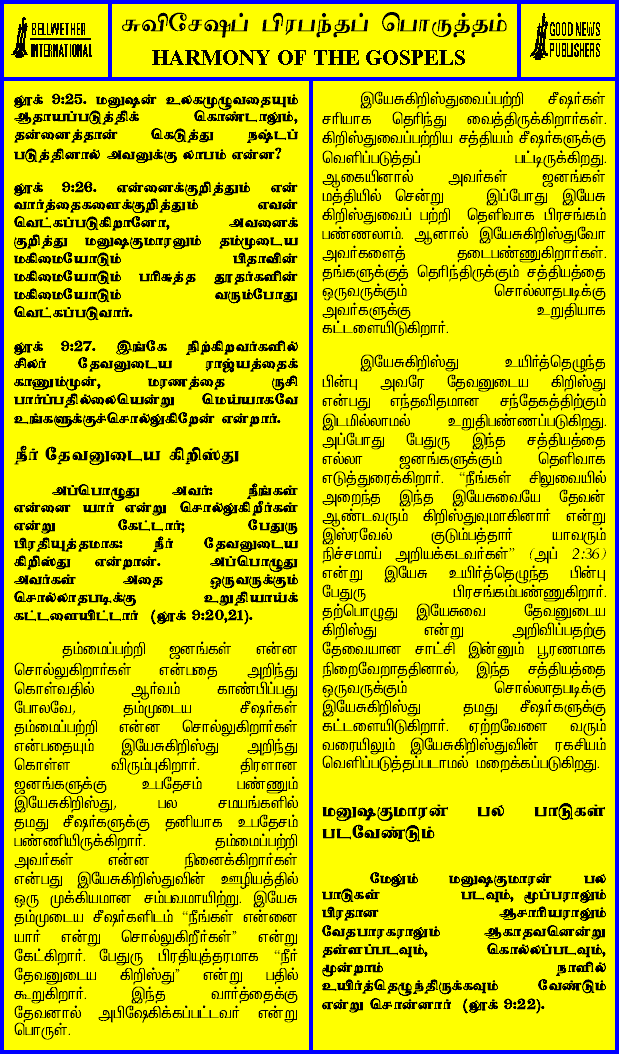 BELLWETHER
INTERNATIONAL
சுவிசேஷப் பிரபந்தப் பொருத்தம்
HARMONY OF THE GOSPELS
GOOD NEWS
PUBLISHERS
லூக் 9:25. மனுஷன் உலகமுழுவதையும்
ஆதாயப்படுத்திக் கொண்டாலும்,
தன்னைத்தான் கெடுத்து நஷ்டப்
படுத்தினால் அவனுக்கு லாபம் என்ன?
லூக் 9:26. என்னைக்குறித்தும் என்
வார்த்தைகளைக்குறித்தும் எவன்
வெட்கப்படுகிறானோ, அவனைக்
குறித்து மனுஷகுமாரனும் தம்முடைய
மகிமையோடும் பிதாவின்
மகிமையோடும் பரிசுத்த தூதர்களின்
மகிமையோடும் வரும்போது
வெட்கப்படுவார்.
லூக் 9:27. இங்கே நிற்கிறவர்களில்
சிலர் தேவனுடைய ராஜ்யத்தைக்
காணுமுன், மரணத்தை ருசி
பார்ப்பதில்லையென்று மெய்யாகவே
உங்களுக்குச்சொல்லுகிறேன் என்றார்.
நீர் தேவனுடைய கிறிஸ்து
அப்பொழுது அவர்: நீங்கள்
என்னை யார் என்று சொல்லுகிறீர்கள்
என்று கேட்டார்; பேதுரு
பிரதியுத்தமாக: நீர் தேவனுடைய
கிறிஸ்து என்றான். அப்பொழுது
அவர்கள் அதை ஒருவருக்கும்
சொல்லாதபடிக்கு உறுதியாய்க்
கட்டளையிட்டார் (லூக் 9:20,21).
தம்மைப்பற்றி ஜனங்கள் என்ன
சொல்லுகிறார்கள் என்பதை அறிந்து
கொள்வதில் ஆர்வம் காண்பிப்பது
போலவே, தம்முடைய சீஷர்கள்
தம்மைப்பற்றி என்ன சொல்லுகிறார்கள்
என்பதையும் இயேசுகிறிஸ்து அறிந்து
கொள்ள விரும்புகிறார். திரளான
ஜனங்களுக்கு உபதேசம் பண்ணும்
இயேசுகிறிஸ்து, பல சமயங்களில்
தமது சீஷர்களுக்கு தனியாக உபதேசம்
பண்ணியிருக்கிறார். தம்மைப்பற்றி
அவர்கள் என்ன நினைக்கிறார்கள்
என்பது இயேசுகிறிஸ்துவின் ஊழியத்தில்
ஒரு முக்கியமான சம்பவமாயிற்று. இயேசு
தம்முடைய சீஷர்களிடம் “நீங்கள் என்னை
யார் என்று சொல்லுகிறீர்கள்” என்று
கேட்கிறார். பேதுரு பிரதியுத்தரமாக “நீர்
தேவனுடைய கிறிஸ்து” என்று பதில்
கூறுகிறார். இந்த வார்த்தைக்கு
தேவனால் அபிஷேகிக்கப்பட்டவர் என்று
பொருள்.
இயேசுகிறிஸ்துவைப்பற்றி சீஷர்கள்
சரியாக தெரிந்து வைத்திருக்கிறார்கள்.
கிறிஸ்துவைப்பற்றிய சத்தியம் சீஷர்களுக்கு
வெளிப்படுத்தப் பட்டிருக்கிறது.
ஆகையினால் அவர்கள் ஜனங்கள்
மத்தியில் சென்று இப்போது இயேசு
கிறிஸ்துவைப் பற்றி தெளிவாக பிரசங்கம்
பண்ணலாம். ஆனால் இயேசுகிறிஸ்துவோ
அவர்களைத் தடைபண்ணுகிறார்கள்.
தங்களுக்குத் தெரிந்திருக்கும் சத்தியத்தை
ஒருவருக்கும் சொல்லாதபடிக்கு
அவர்களுக்கு உறுதியாக
கட்டளையிடுகிறார்.
இயேசுகிறிஸ்து உயிர்த்தெழுந்த
பின்பு அவரே தேவனுடைய கிறிஸ்து
என்பது எந்தவிதமான சந்தேகத்திற்கும்
இடமில்லாமல் உறுதிபண்ணப்படுகிறது.
அப்போது பேதுரு இந்த சத்தியத்தை
எல்லா ஜனங்களுக்கும் தெளிவாக
எடுத்துரைக்கிறார். “நீங்கள் சிலுவையில்
அறைந்த இந்த இயேசுவையே தேவன்
ஆண்டவரும் கிறிஸ்துவுமாகினார் என்று
இஸ்ரவேல் குடும்பத்தார் யாவரும்
நிச்சமாய் அறியக்கடவர்கள்” (அப் 2:36)
என்று இயேசு உயிர்த்தெழுந்த பின்பு
பேதுரு பிரசங்கம்பண்ணுகிறார்.
தற்பொழுது இயேசுவை தேவனுடைய
கிறிஸ்து என்று அறிவிப்பதற்கு
தேவையான சாட்சி இன்னும் பூரணமாக
நிறைவேறாததினால், இந்த சத்தியத்தை
ஒருவருக்கும் சொல்லாதபடிக்கு
இயேசுகிறிஸ்து தமது சீஷர்களுக்கு
கட்டளையிடுகிறார். ஏற்றவேளை வரும்
வரையிலும் இயேசுகிறிஸ்துவின் ரகசியம்
வெளிப்படுத்தப்படாமல் மறைக்கப்படுகிறது.
மனுஷகுமாரன் பல பாடுகள்
படவேண்டும்
மேலும் மனுஷகுமாரன் பல
பாடுகள் படவும், மூப்பராலும்
பிரதான ஆசாரியராலும்
வேதபாரகராலும் ஆகாதவனென்று
தள்ளப்படவும், கொல்லப்படவும்,
மூன்றாம் நாளில்
உயிர்த்தெழுந்திருக்கவும் வேண்டும்
என்று சொன்னார் (லூக் 9:22).